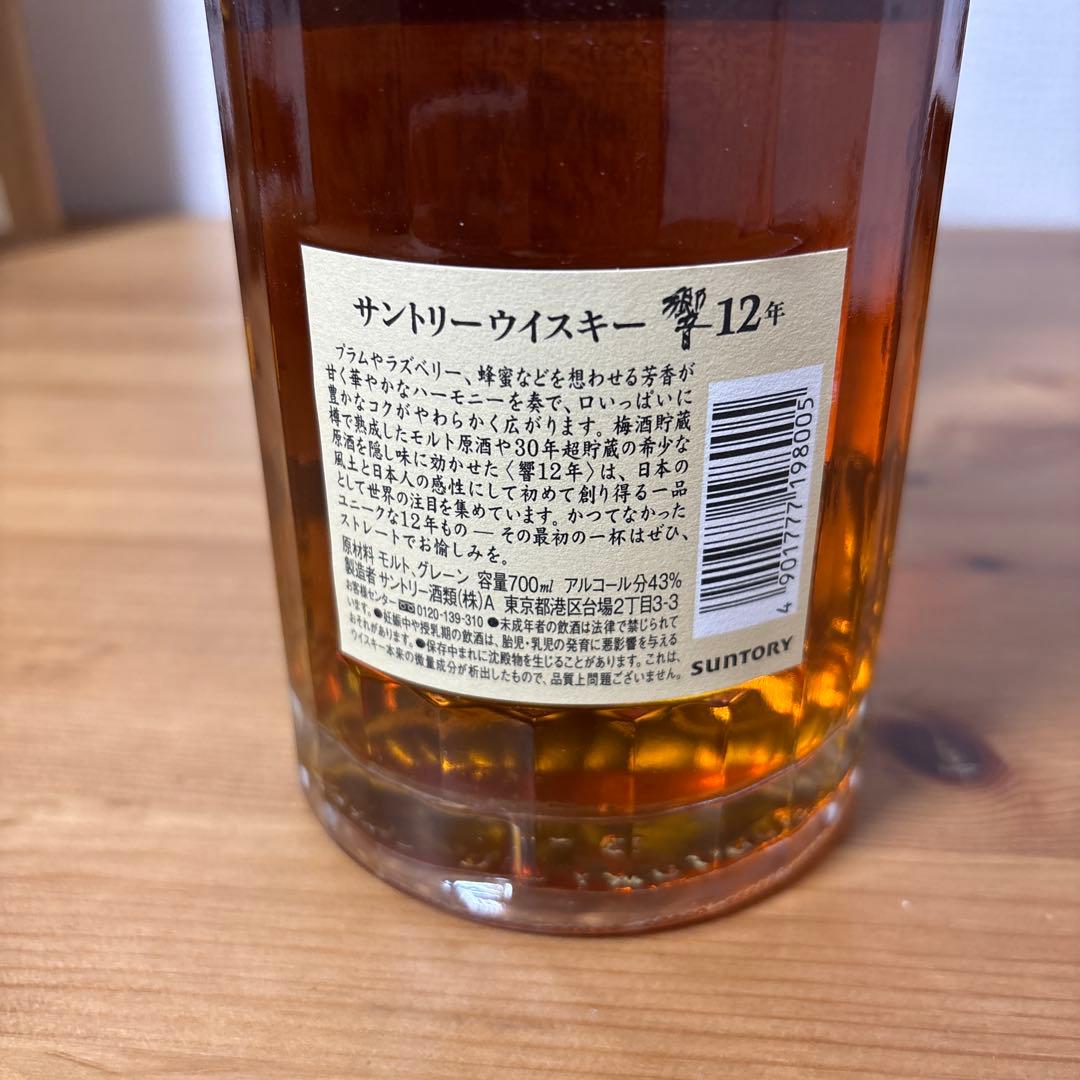 サントリーウイスキー 響 12年
プラムやラズベリー、蜂蜜などを想わせる芳香が
甘く華やかなハーモニーを奏で、口いっぱいに
豊かなコクがやわらかく広がります。梅酒貯蔵
樽で熟成したモルト原酒や30年超貯蔵の希少な
原酒を隠し味に効かせた〈響12年〉は、日本の
風土と日本人の感性にして初めて創り得る一品
として世界の注目を集めています。かつてなかった
ユニークな12年もの ― その最初の一杯はぜひ、
ストレートでお愉しみを。
原材料 モルト、グレーン 容量700ml アルコール分43%
製造者 サントリー酒類(株)A 東京都港区台場2丁目3-3
お客様センター 0120-139-310 ●未成年者の飲酒は法律で禁じられて
います。●妊娠中や授乳期の飲酒は、胎児・乳児の発育に悪影響を与える
おそれがあります。●保存中まれに沈殿物を生じることがあります。これは、
ウイスキー本来の微量成分が析出したもので、品質上問題ございません。
4 901777 198005
SUNTORY